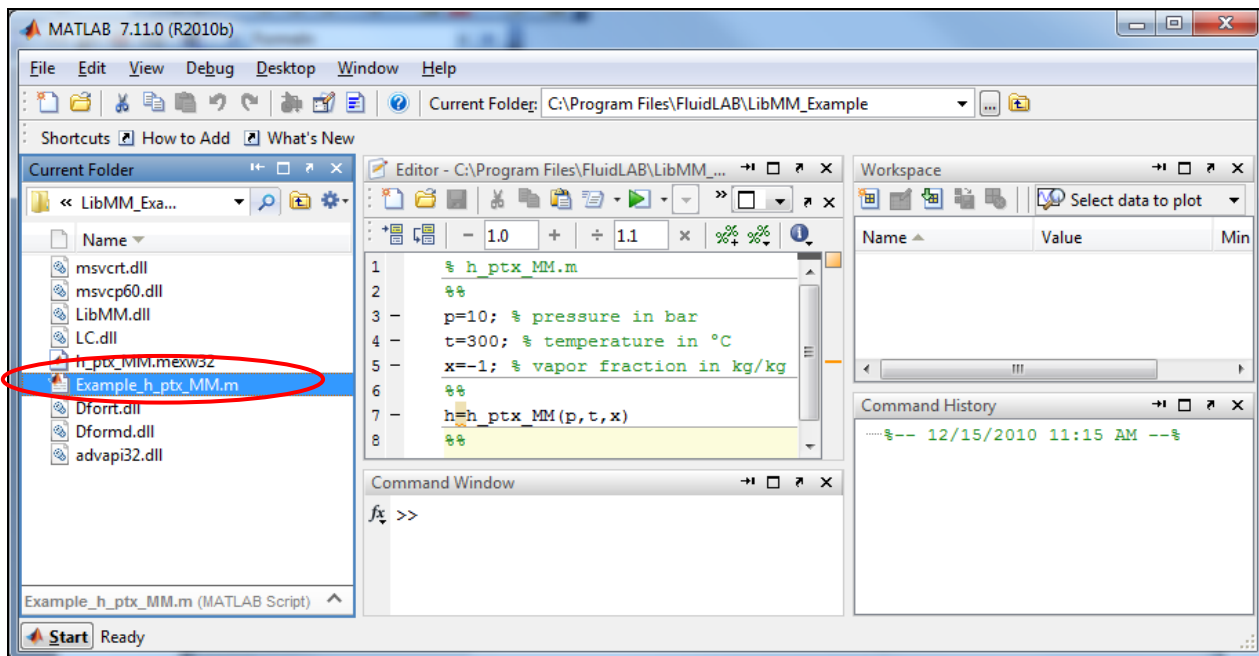 MATLAB 7.11.0 (R2010b)
File Edit View Debug Desktop Window Help
Current Folder: C:\Program Files\FluidLAB\LibMM_Example
Shortcuts How to Add What's New
Current Folder
« LibMM_Exa...
Name
msvcrt.dll
msvcp60.dll
LibMM.dll
LC.dll
h_ptx_MM.mexw32
Example_h_ptx_MM.m
Dforrt.dll
Dformd.dll
advapi32.dll
Example_h_ptx_MM.m (MATLAB Script)
Editor - C:\Program Files\FluidLAB\LibMM_...
- 1.0 + ÷ 1.1 ×
1 % h_ptx_MM.m
2 %%
3 - p=10; % pressure in bar
4 - t=300; % temperature in °C
5 - x=-1; % vapor fraction in kg/kg
6 %%
7 - h=h_ptx_MM(p,t,x)
8 %%
Command Window
fx >>
Workspace
Select data to plot
Name Value Min
Command History
%-- 12/15/2010 11:15 AM --%
Start Ready